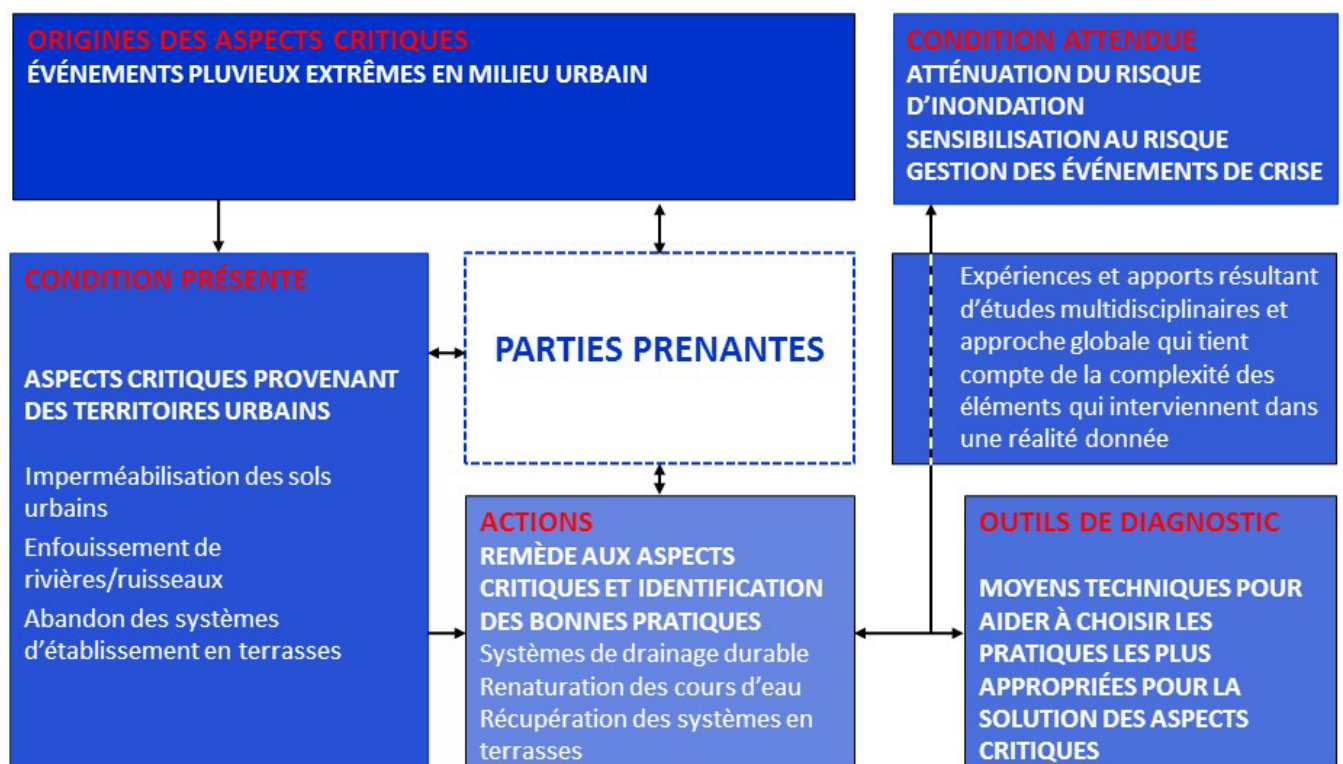 ORIGINES DES ASPECTS CRITIQUES
ÉVÉNEMENTS PLUVIEUX EXTRÊMES EN MILIEU URBAIN
CONDITION ATTENDUE
ATTÉNUATION DU RISQUE
D’INONDATION
SENSIBILISATION AU RISQUE
GESTION DES ÉVÉNEMENTS DE CRISE
CONDITION PRÉSENTE
ASPECTS CRITIQUES PROVENANT
DES TERRITOIRES URBAINS
Imperméabilisation des sols
urbains
Enfouissement de
rivières/ruisseaux
Abandon des systèmes
d’établissement en terrasses
PARTIES PRENANTES
Expériences et apports résultant
d’études multidisciplinaires et
approche globale qui tient
compte de la complexité des
éléments qui interviennent dans
une réalité donnée
ACTIONS
REMÈDE AUX ASPECTS
CRITIQUES ET IDENTIFICATION
DES BONNES PRATIQUES
Systèmes de drainage durable
Renaturation des cours d’eau
Récupération des systèmes en
terrasses
OUTILS DE DIAGNOSTIC
MOYENS TECHNIQUES POUR
AIDER À CHOISIR LES
PRATIQUES LES PLUS
APPROPRIÉES POUR LA
SOLUTION DES ASPECTS
CRITIQUES